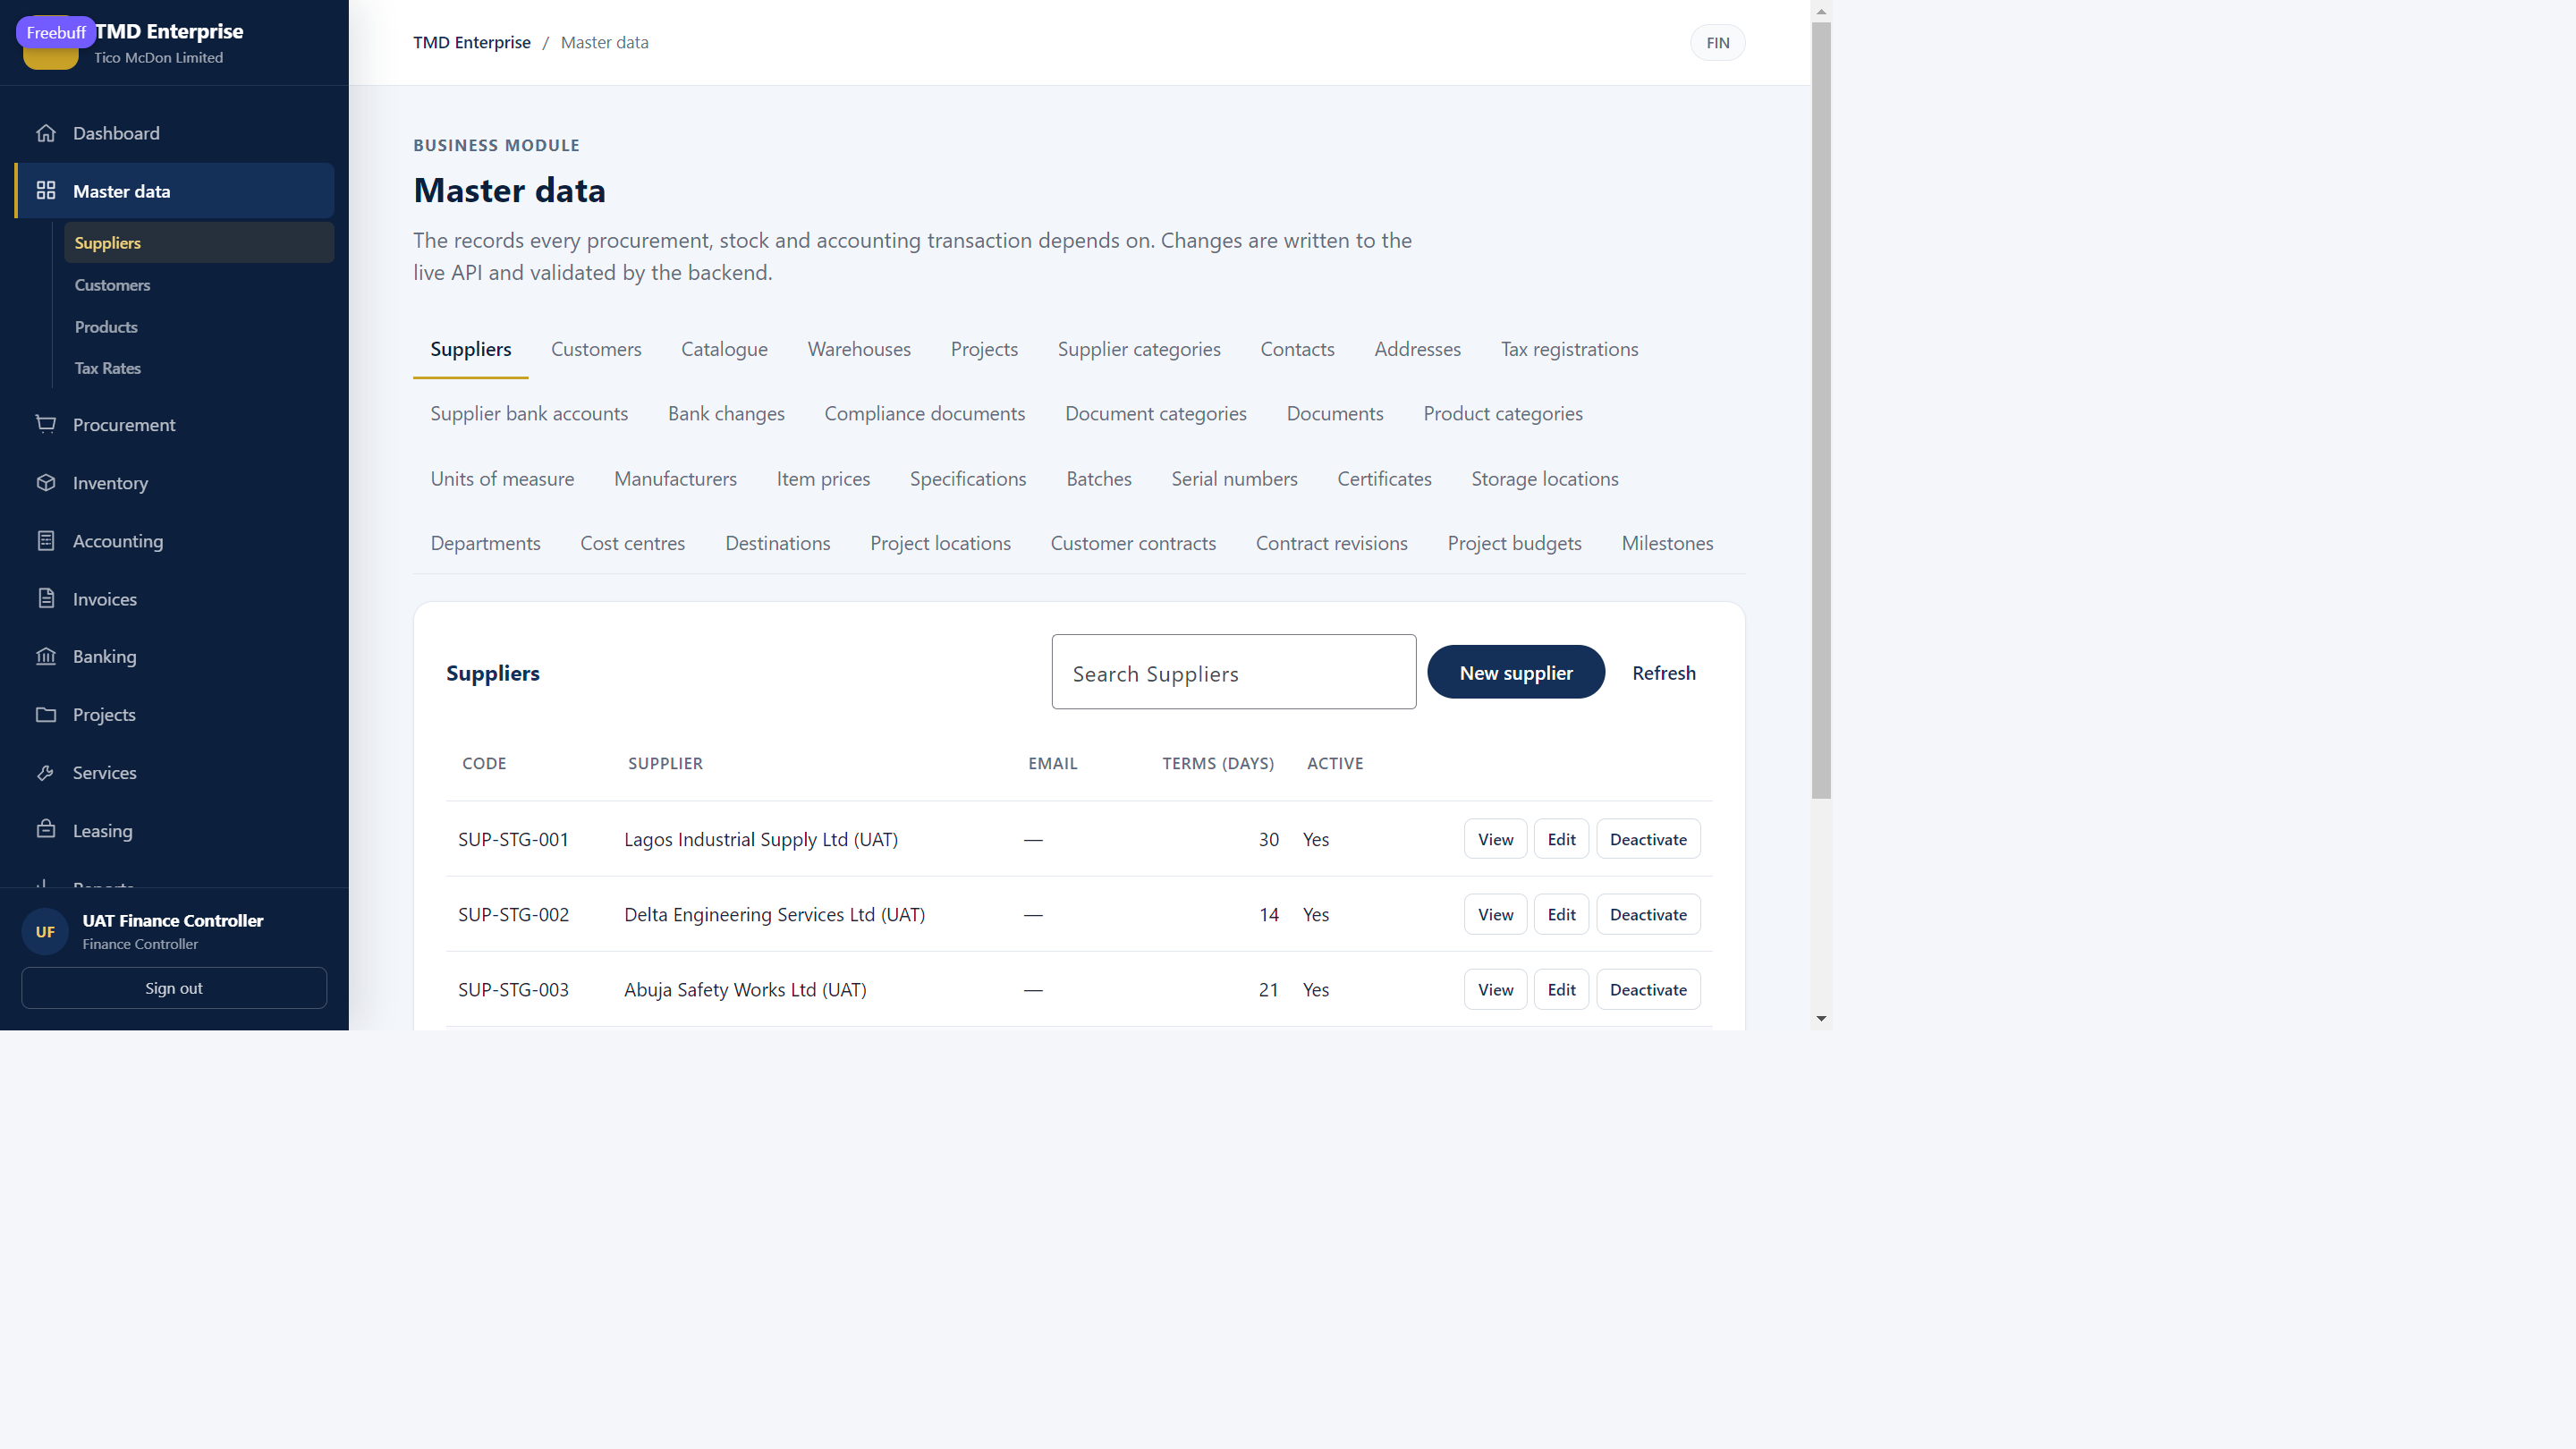 Freebuff
TMD Enterprise
Tico McDon Limited
Dashboard
Master data
Suppliers
Customers
Products
Tax Rates
Procurement
Inventory
Accounting
Invoices
Banking
Projects
Services
Leasing
Reports
UF
UAT Finance Controller
Finance Controller
Sign out
TMD Enterprise / Master data
FIN
BUSINESS MODULE
Master data
The records every procurement, stock and accounting transaction depends on. Changes are written to the
live API and validated by the backend.
Suppliers Customers Catalogue Warehouses Projects Supplier categories Contacts Addresses Tax registrations
Supplier bank accounts Bank changes Compliance documents Document categories Documents Product categories
Units of measure Manufacturers Item prices Specifications Batches Serial numbers Certificates Storage locations
Departments Cost centres Destinations Project locations Customer contracts Contract revisions Project budgets Milestones
Suppliers Search Suppliers New supplier Refresh
CODE SUPPLIER EMAIL TERMS (DAYS) ACTIVE
SUP-STG-001 Lagos Industrial Supply Ltd (UAT) — 30 Yes View Edit Deactivate
SUP-STG-002 Delta Engineering Services Ltd (UAT) — 14 Yes View Edit Deactivate
SUP-STG-003 Abuja Safety Works Ltd (UAT) — 21 Yes View Edit Deactivate